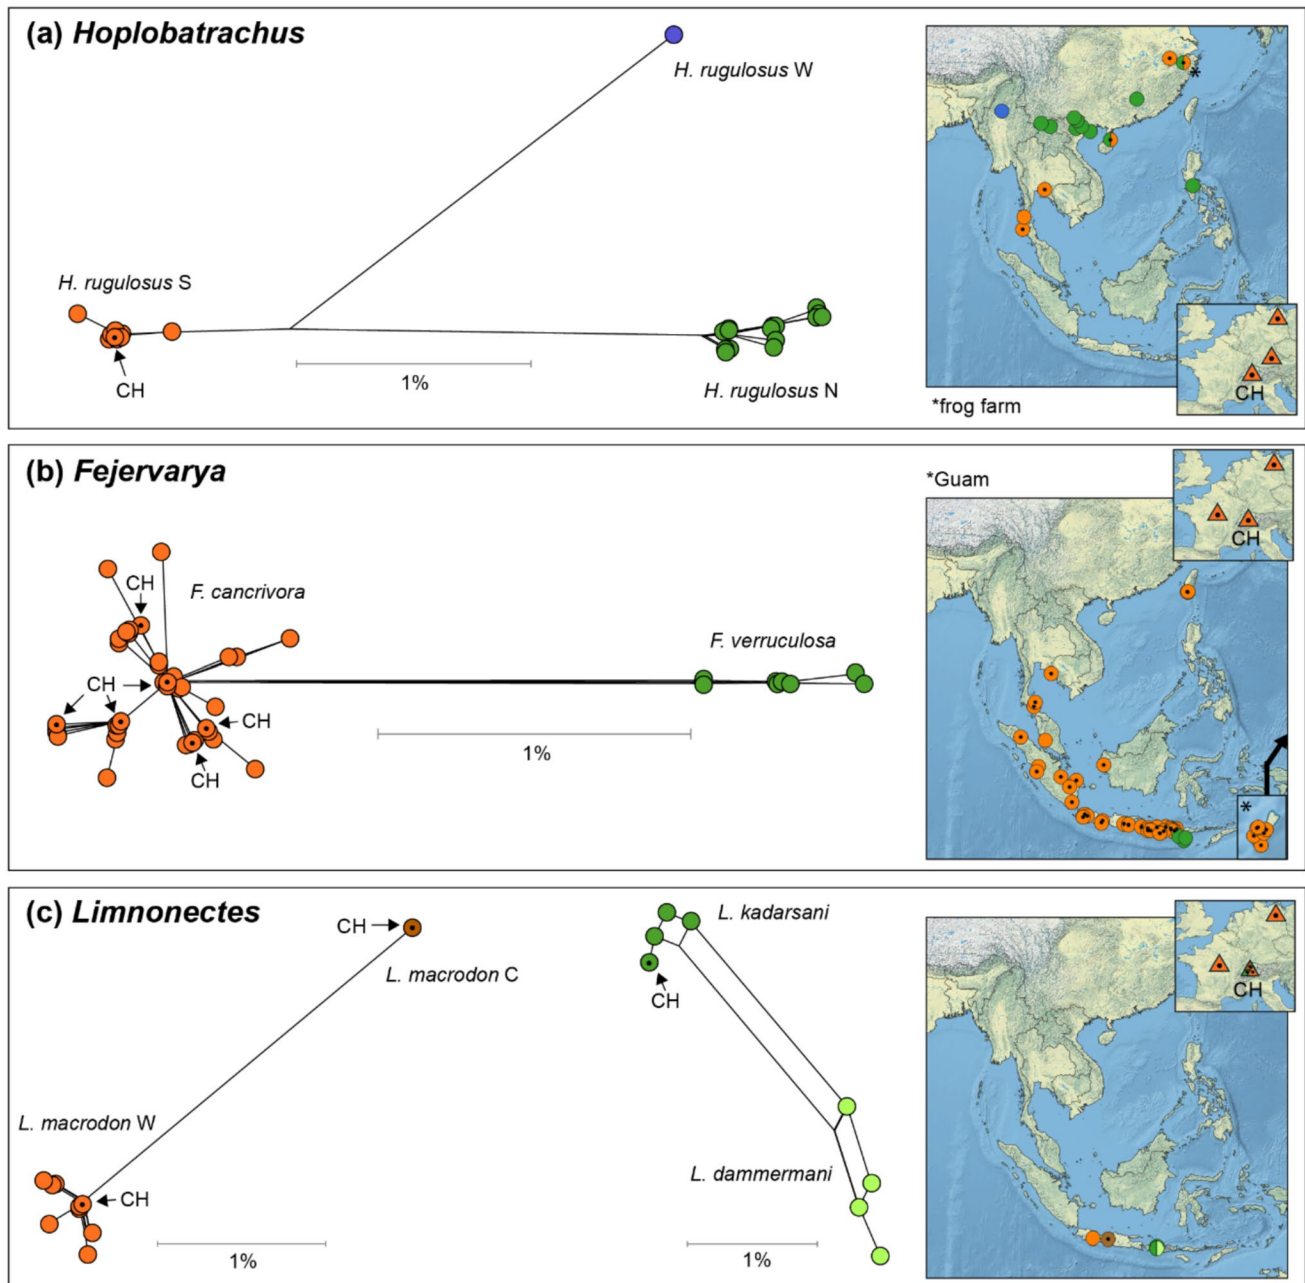 (a) Hoplobatrachus
H. rugulosus W
*
H. rugulosus S
CH
1%
H. rugulosus N
CH
*frog farm
(b) Fejervarya
*Guam
CH
CH
F. cancrivora
F. verruculosa
CH
CH
CH
1%
*
(c) Limnonectes
CH
L. macrodon C
L. kadarsani
CH
CH
L. macrodon W
CH
L. dammermani
1%
1%